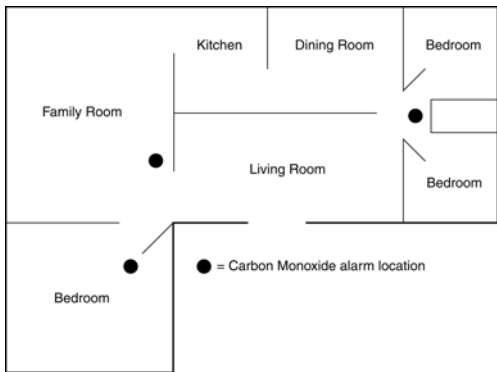 Kitchen
Dining Room
Bedroom
Family Room
Living Room
Bedroom
= Carbon Monoxide alarm location
Bedroom